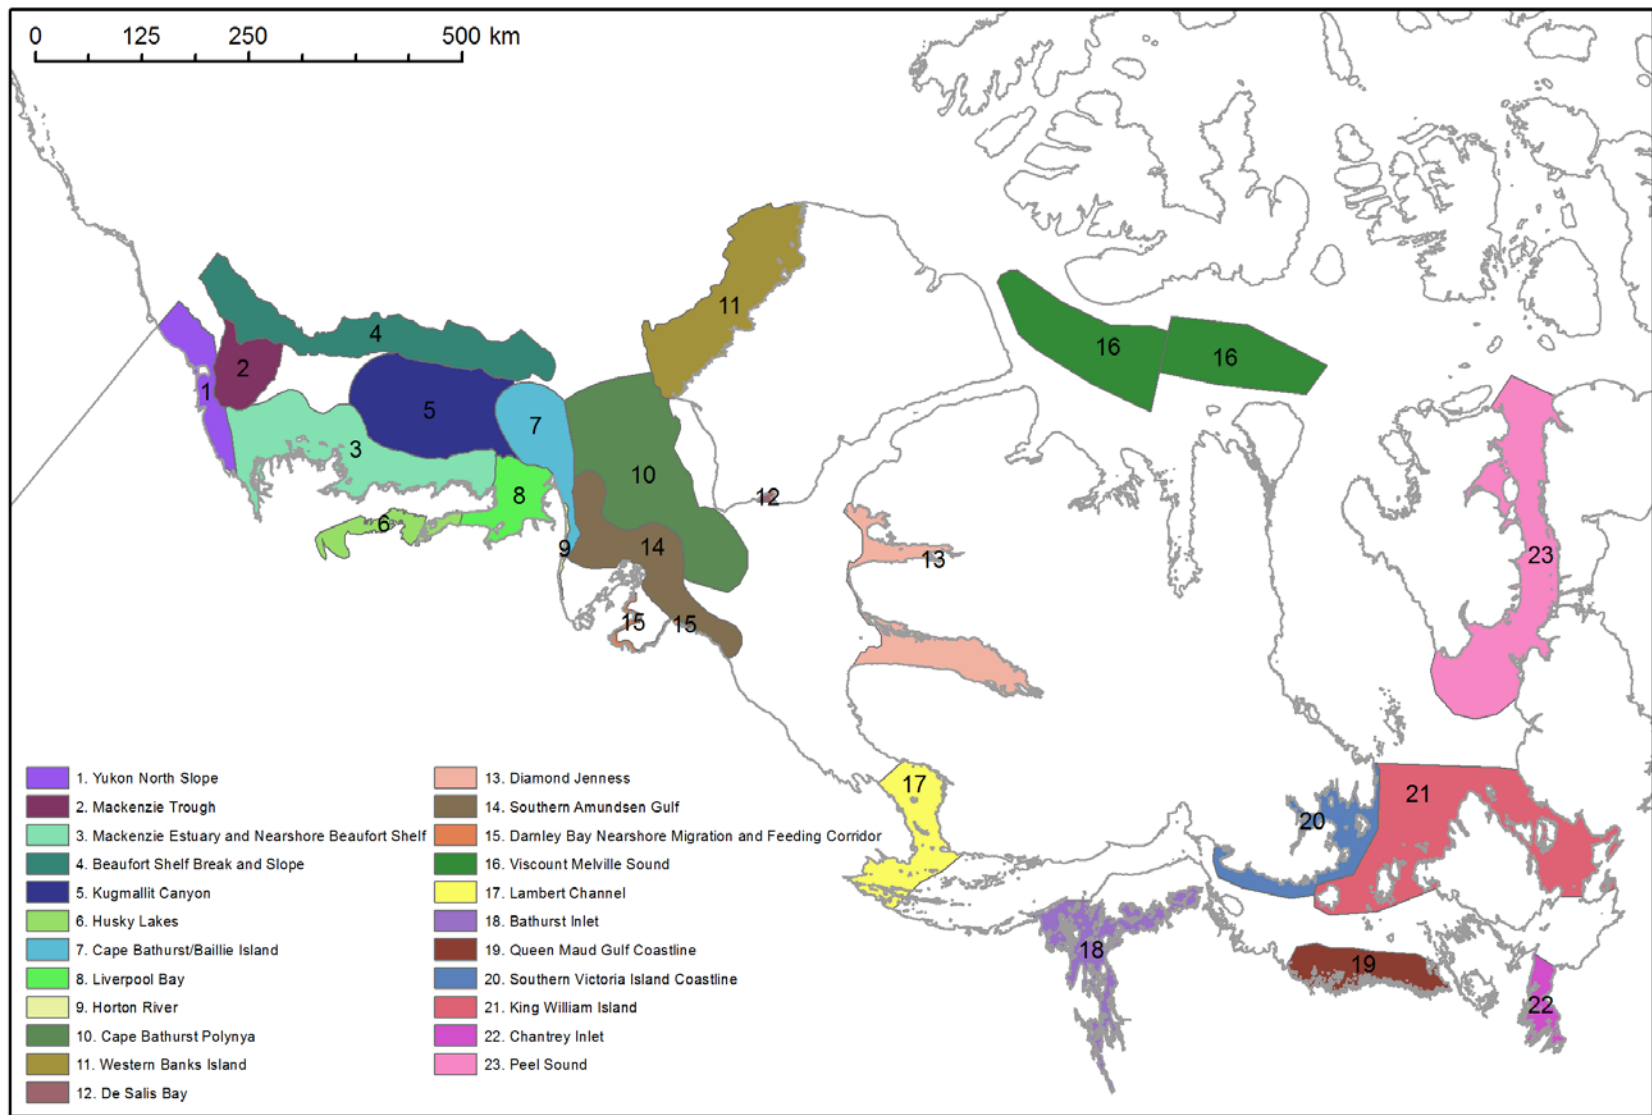 0 125 250 500 km
11
4
16
16
2
1
5
7
3
10
12
8
6
9
14
13
23
15
15
17
21
20
18
19
22
1. Yukon North Slope
2. Mackenzie Trough
3. Mackenzie Estuary and Nearshore Beaufort Shelf
4. Beaufort Shelf Break and Slope
5. Kugmallit Canyon
6. Husky Lakes
7. Cape Bathurst/Baillie Island
8. Liverpool Bay
9. Horton River
10. Cape Bathurst Polynya
11. Western Banks Island
12. De Salis Bay
13. Diamond Jenness
14. Southern Amundsen Gulf
15. Darnley Bay Nearshore Migration and Feeding Corridor
16. Viscount Melville Sound
17. Lambert Channel
18. Bathurst Inlet
19. Queen Maud Gulf Coastline
20. Southern Victoria Island Coastline
21. King William Island
22. Chantrey Inlet
23. Peel Sound